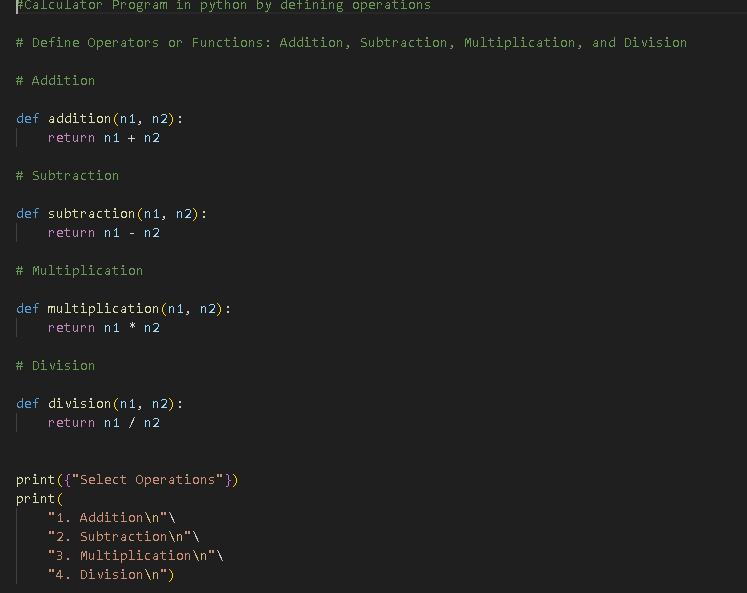 #Calculator Program in python by defining operations
# Define Operators or Functions: Addition, Subtraction, Multiplication, and Division
# Addition
def addition(n1, n2):
    return n1 + n2
# Subtraction
def subtraction(n1, n2):
    return n1 - n2
# Multiplication
def multiplication(n1, n2):
    return n1 * n2
# Division
def division(n1, n2):
    return n1 / n2
print({"Select Operations"})
print(
    "1. Addition\n"\
    "2. Subtraction\n"\
    "3. Multiplication\n"\
    "4. Division\n")